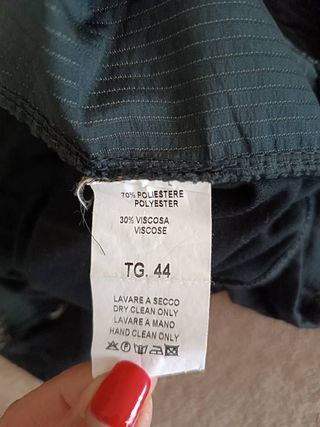 70% POLIESTERE
POLYESTER
30% VISCOSA
VISCOSE
TG. 44
LAVARE A SECCO
DRY CLEAN ONLY
LAVARE A MANO
HAND CLEAN ONLY